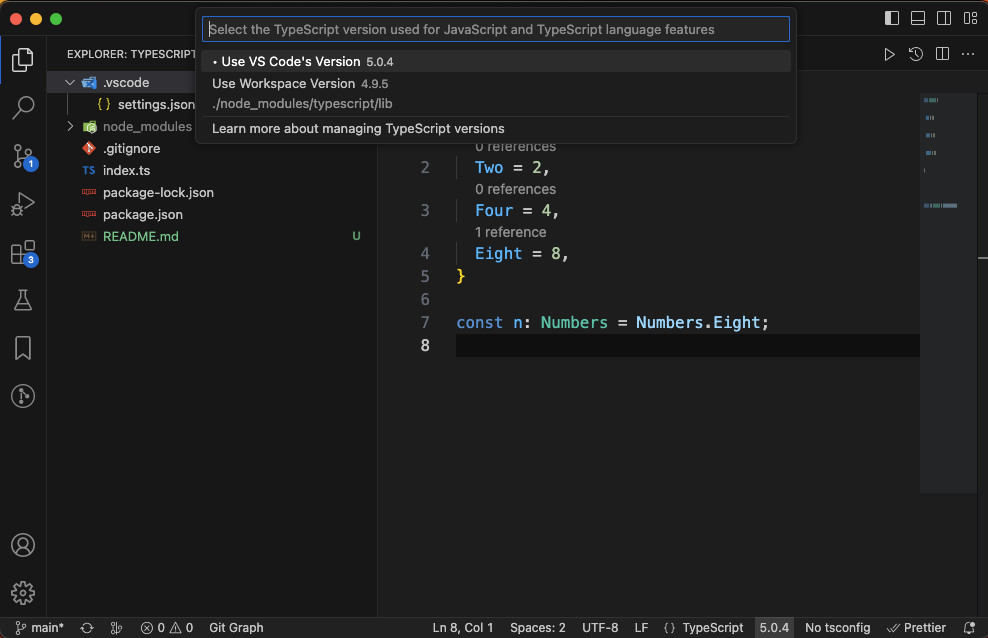 Select the TypeScript version used for JavaScript and TypeScript language features
• Use VS Code's Version 5.0.4
Use Workspace Version 4.9.5
./node_modules/typescript/lib
Learn more about managing TypeScript versions
EXPLORER: TYPESCRIPT
.vscode
{ } settings.json
node_modules
.gitignore
TS index.ts
package-lock.json
package.json
README.md U
1
3
0 references
2 Two = 2,
0 references
3 Four = 4,
1 reference
4 Eight = 8,
5 }
6
7 const n: Numbers = Numbers.Eight;
8
main* 0 0 Git Graph Ln 8, Col 1 Spaces: 2 UTF-8 LF { } TypeScript 5.0.4 No tsconfig Prettier